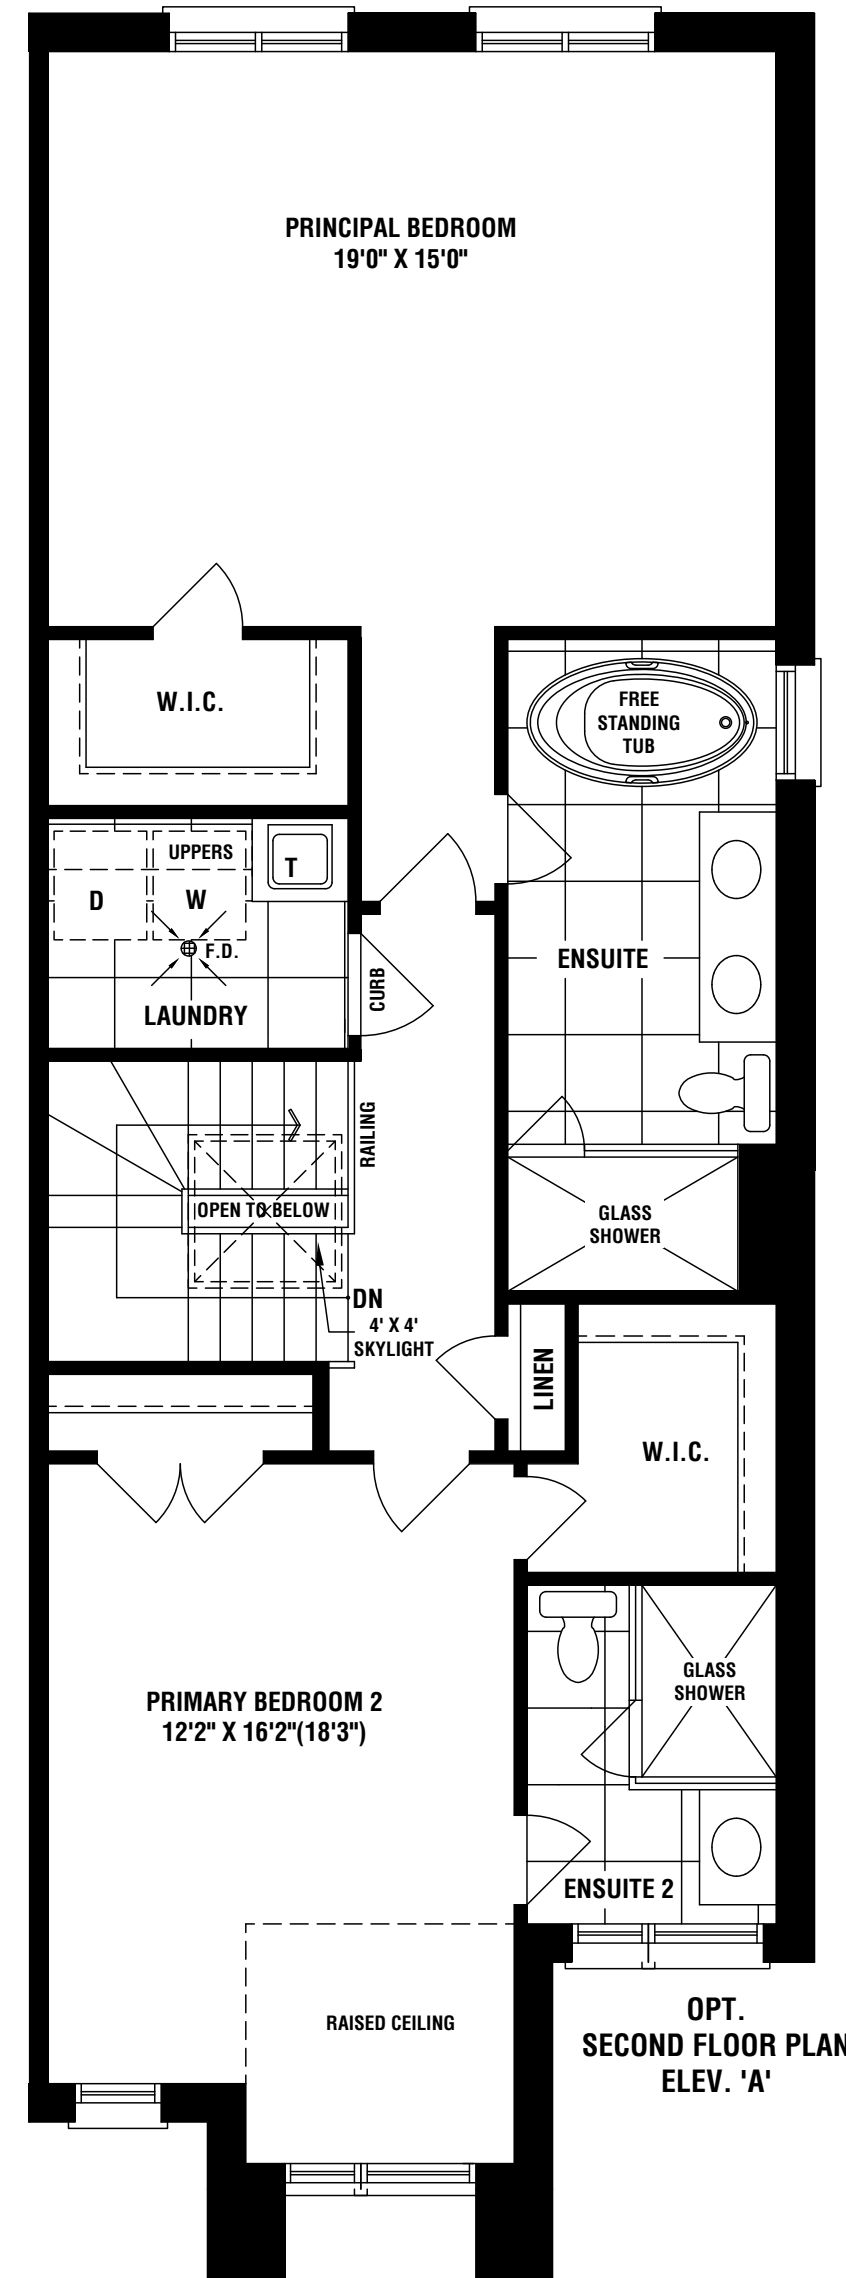 PRINCIPAL BEDROOM
19'0" X 15'0"
W.I.C.
FREE
STANDING
TUB
UPPERS
T
D
W
F.D.
LAUNDRY
CURB
ENSUITE
RAILING
OPEN TO BELOW
GLASS
SHOWER
DN
4' X 4'
SKYLIGHT
LINEN
W.I.C.
PRIMARY BEDROOM 2
12'2" X 16'2"(18'3")
GLASS
SHOWER
ENSUITE 2
RAISED CEILING
OPT.
SECOND FLOOR PLAN
ELEV. 'A'